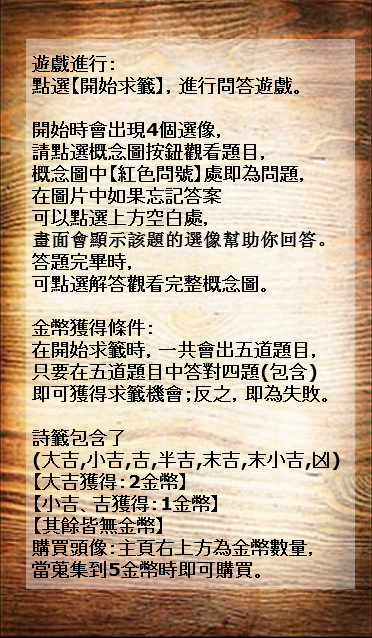 遊戲進行：
點選【開始求籤】，進行問答遊戲。
開始時會出現4個選像，
請點選概念圖按鈕觀看題目，
概念圖中【紅色問號】處即為問題，
在圖片中如果忘記答案
可以點選上方空白處，
畫面會顯示該題的選像幫助你回答。
答題完畢時，
可點選解答觀看完整概念圖。
金幣獲得條件：
在開始求籤時，一共會出五道題目，
只要在五道題目中答對四題(包含)
即可獲得求籤機會；反之，即為失敗。
詩籤包含了
(大吉,小吉,吉,半吉,末吉,末小吉,凶)
【大吉獲得：2金幣】
【小吉、吉獲得：1金幣】
【其餘皆無金幣】
購買頭像：主頁右上方為金幣數量，
當蒐集到5金幣時即可購買。